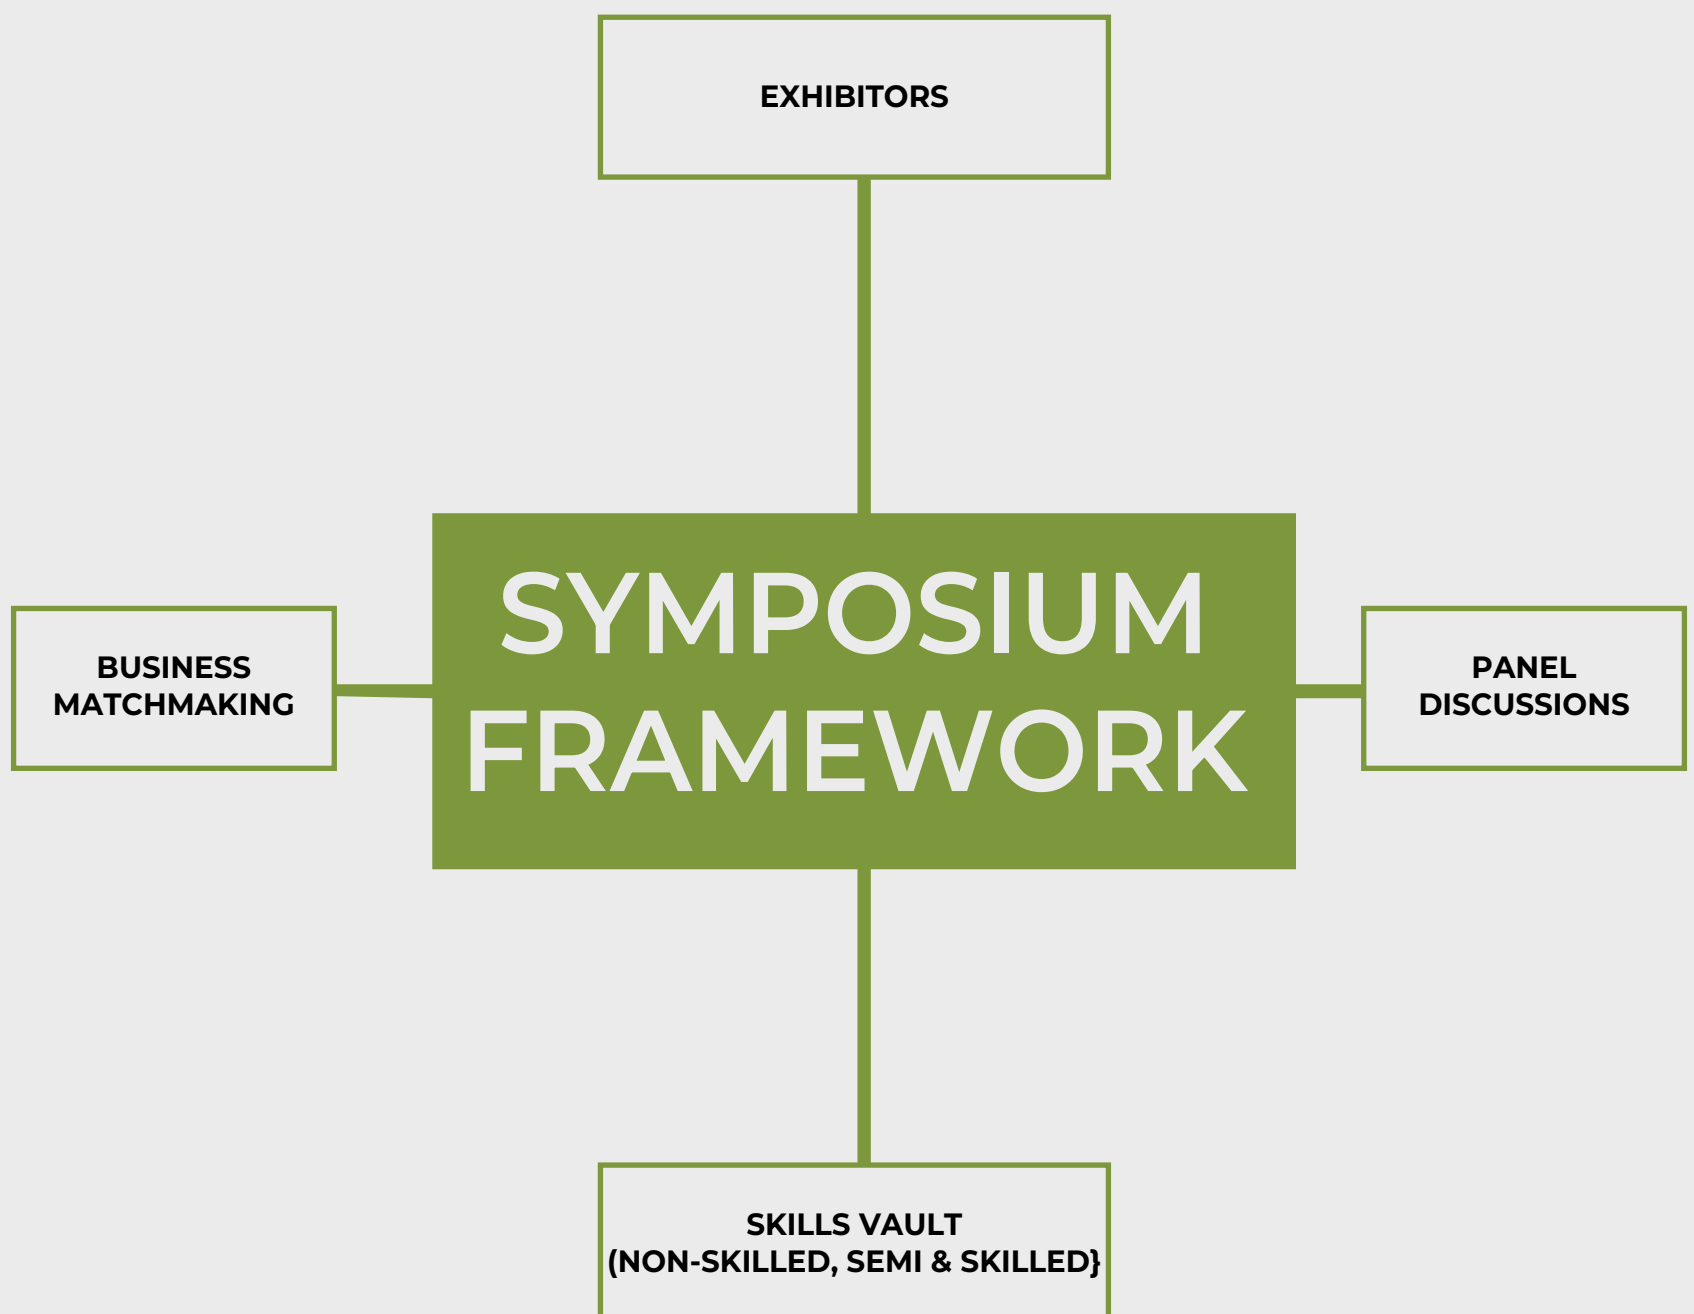 EXHIBITORS
SYMPOSIUM
FRAMEWORK
BUSINESS
MATCHMAKING
PANEL
DISCUSSIONS
SKILLS VAULT
(NON-SKILLED, SEMI & SKILLED}